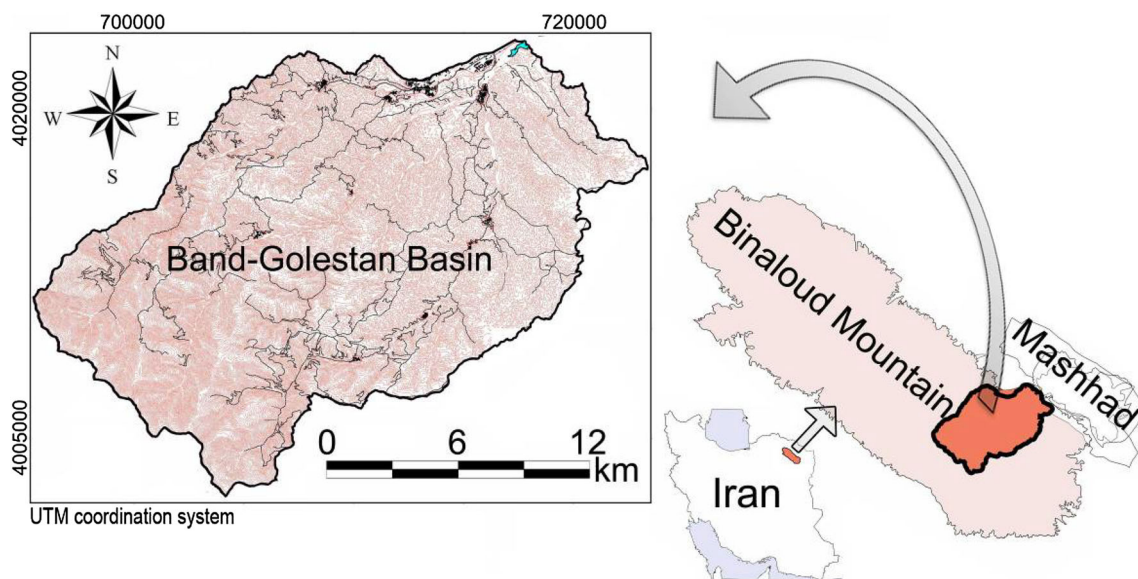 700000
720000
4020000
4005000
N
W
E
S
Band-Golestan Basin
0
6
12
km
UTM coordination system
Binaloud Mountain
Mashhad
Iran